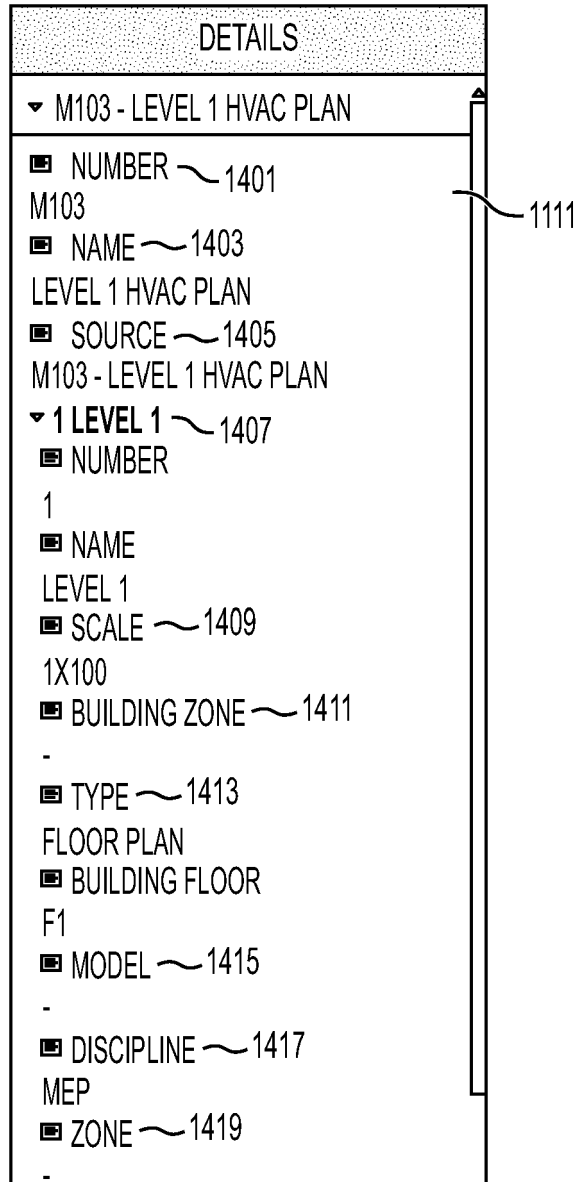 DETAILS
M103 - LEVEL 1 HVAC PLAN
NUMBER 1401
M103
1111
NAME 1403
LEVEL 1 HVAC PLAN
SOURCE 1405
M103 - LEVEL 1 HVAC PLAN
1 LEVEL 1 1407
NUMBER
1
NAME
LEVEL 1
SCALE 1409
1X100
BUILDING ZONE 1411
-
TYPE 1413
FLOOR PLAN
BUILDING FLOOR
F1
MODEL 1415
-
DISCIPLINE 1417
MEP
ZONE 1419
-